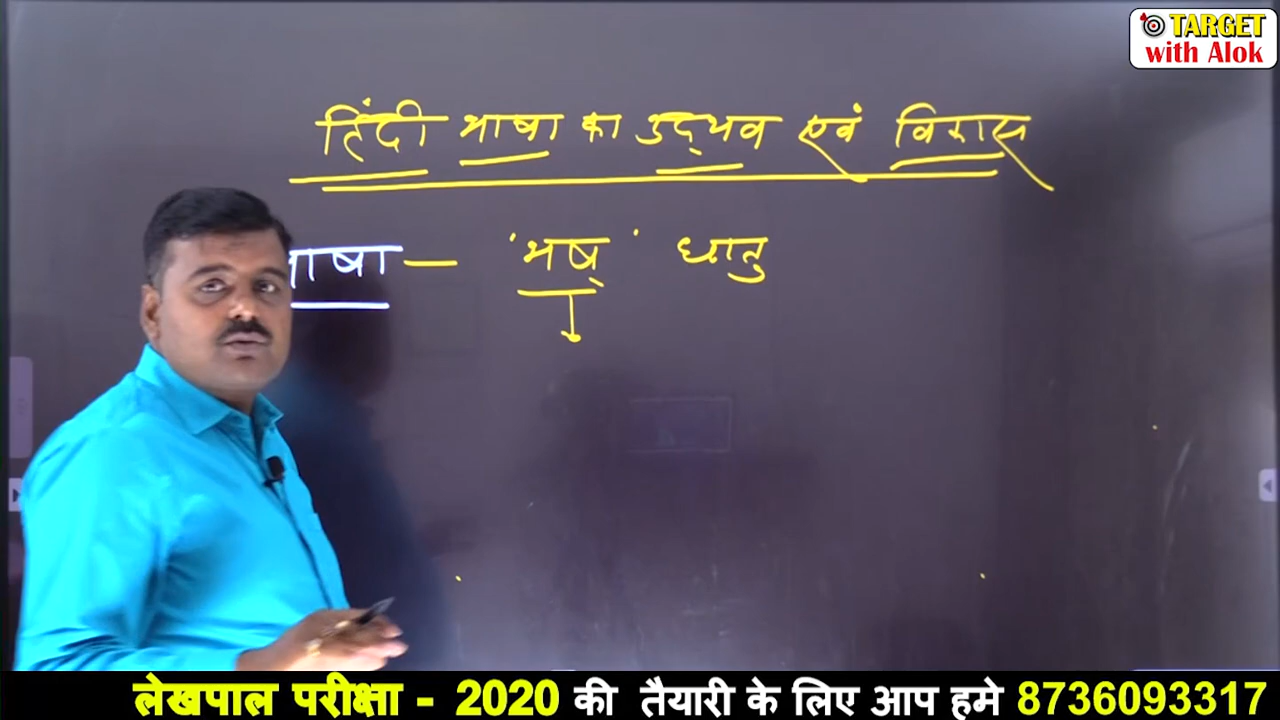 TARGET
with Alok
हिंदी भाषा का उद्भव एवं विकास
भाषा — 'भष्' धातु
लेखपाल परीक्षा - 2020 की तैयारी के लिए आप हमे 8736093317